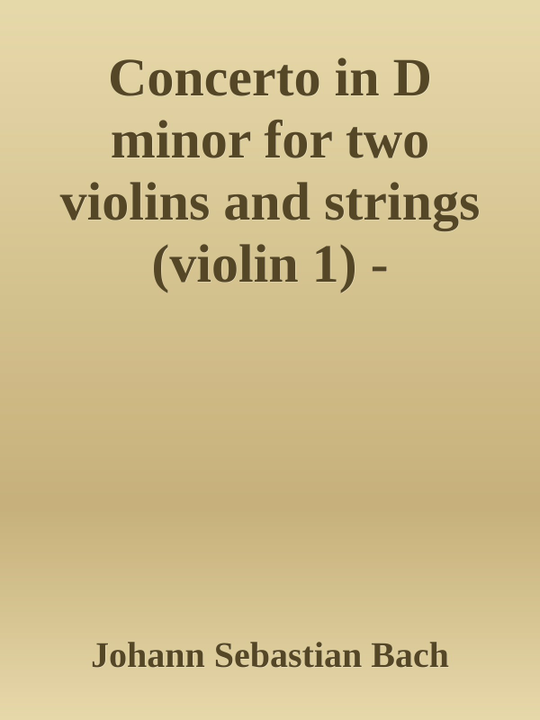 Concerto in D
minor for two
violins and strings
(violin 1) -
Johann Sebastian Bach